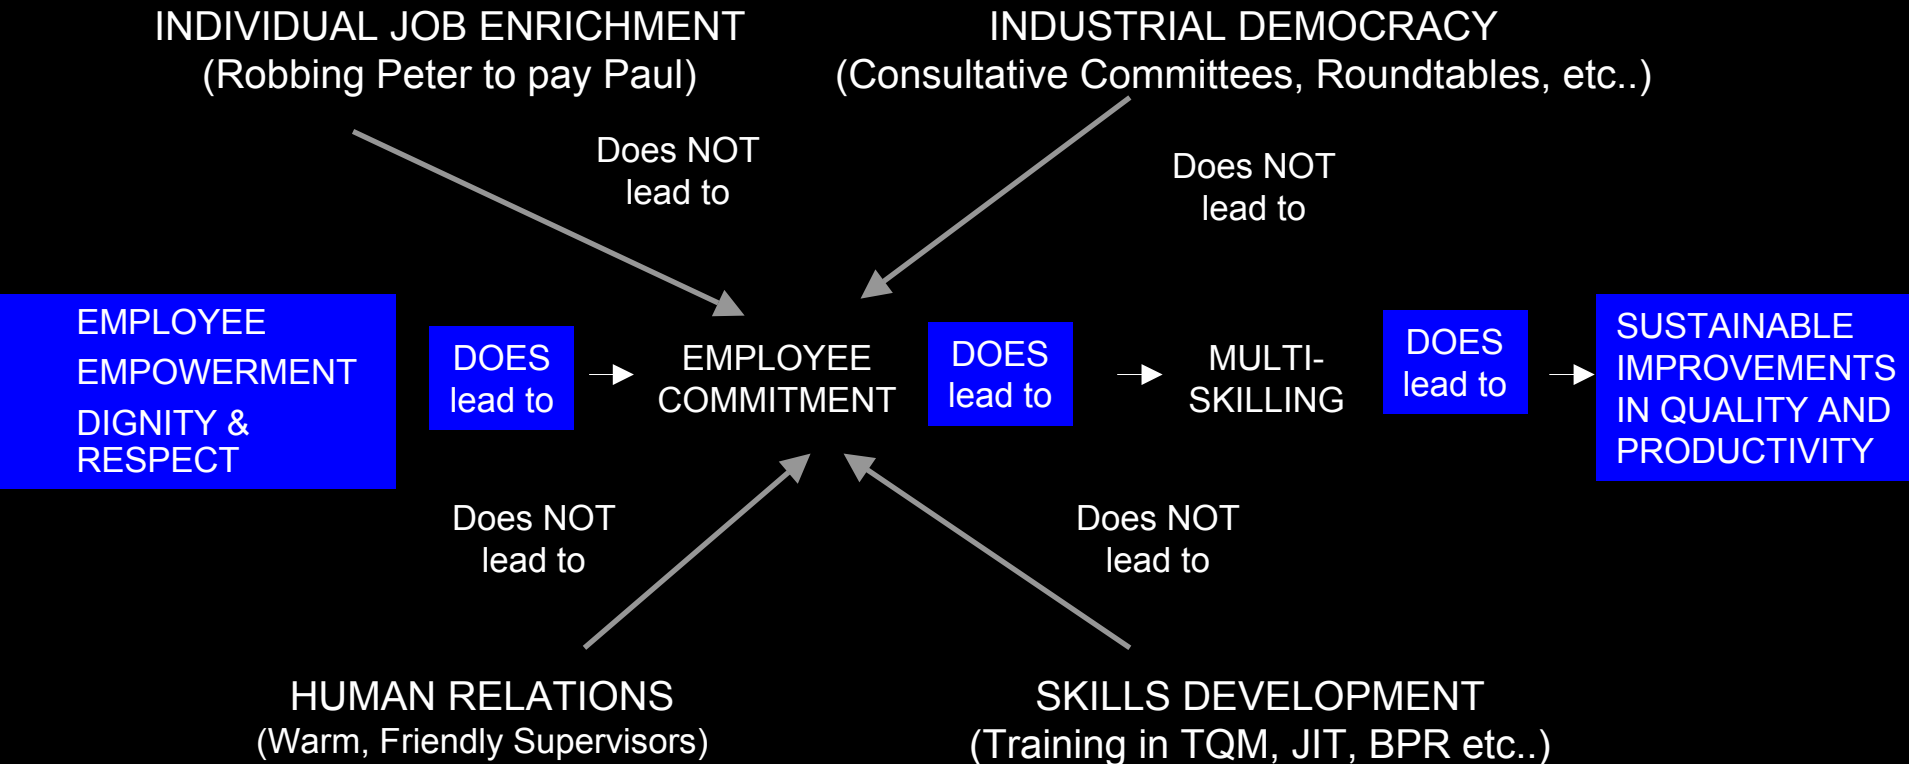 INDIVIDUAL JOB ENRICHMENT
(Robbing Peter to pay Paul)
INDUSTRIAL DEMOCRACY
(Consultative Committees, Roundtables, etc..)
Does NOT
lead to
Does NOT
lead to
EMPLOYEE
EMPOWERMENT
DIGNITY &
RESPECT
DOES
lead to
EMPLOYEE
COMMITMENT
DOES
lead to
MULTI-
SKILLING
DOES
lead to
SUSTAINABLE
IMPROVEMENTS
IN QUALITY AND
PRODUCTIVITY
Does NOT
lead to
Does NOT
lead to
HUMAN RELATIONS
(Warm, Friendly Supervisors)
SKILLS DEVELOPMENT
(Training in TQM, JIT, BPR etc..)